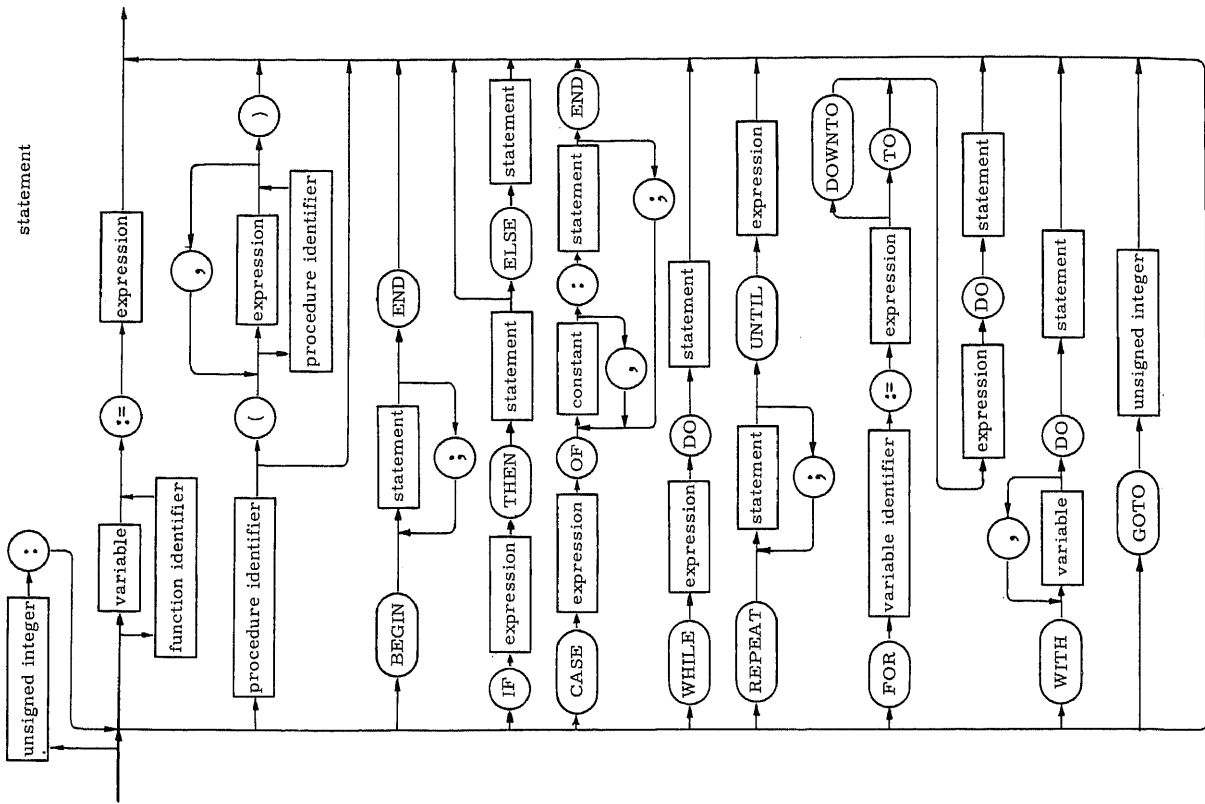 statement
unsigned integer :
variable := expression
function identifier
,
procedure identifier ( expression )
procedure identifier
BEGIN statement END
;
IF expression THEN statement ELSE statement
CASE expression OF constant : statement END
,
;
WHILE expression DO statement
REPEAT statement UNTIL expression
;
DOWNTO
FOR variable identifier := expression TO
expression DO statement
,
WITH variable DO statement
GOTO unsigned integer